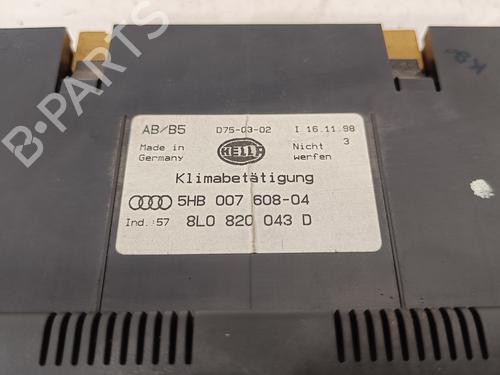 AB/B5 D75-03-02 I 16.11.98
Made in Germany
HELLA
Nicht 3
werfen
Klimabetätigung
5HB 007 608-04
Ind.:57 8L0 820 043 D
B-PARTS